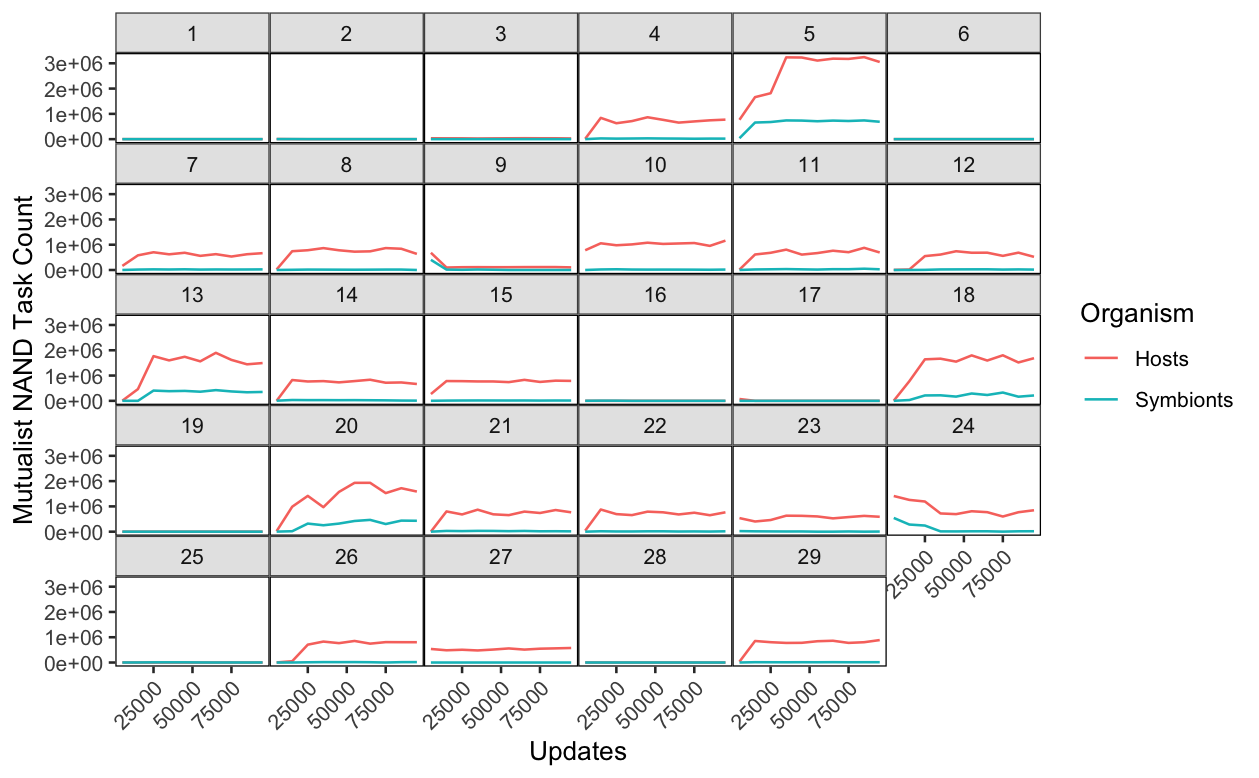 1 2 3 4 5 6
3e+06
2e+06
1e+06
0e+00
7 8 9 10 11 12
3e+06
2e+06
1e+06
0e+00
13 14 15 16 17 18
3e+06
2e+06
1e+06
0e+00
19 20 21 22 23 24
3e+06
2e+06
1e+06
0e+00
25000 50000 75000
25 26 27 28 29
3e+06
2e+06
1e+06
0e+00
25000 50000 75000 25000 50000 75000 25000 50000 75000 25000 50000 75000 25000 50000 75000
Updates
Mutualist NAND Task Count
Organism
Hosts
Symbionts